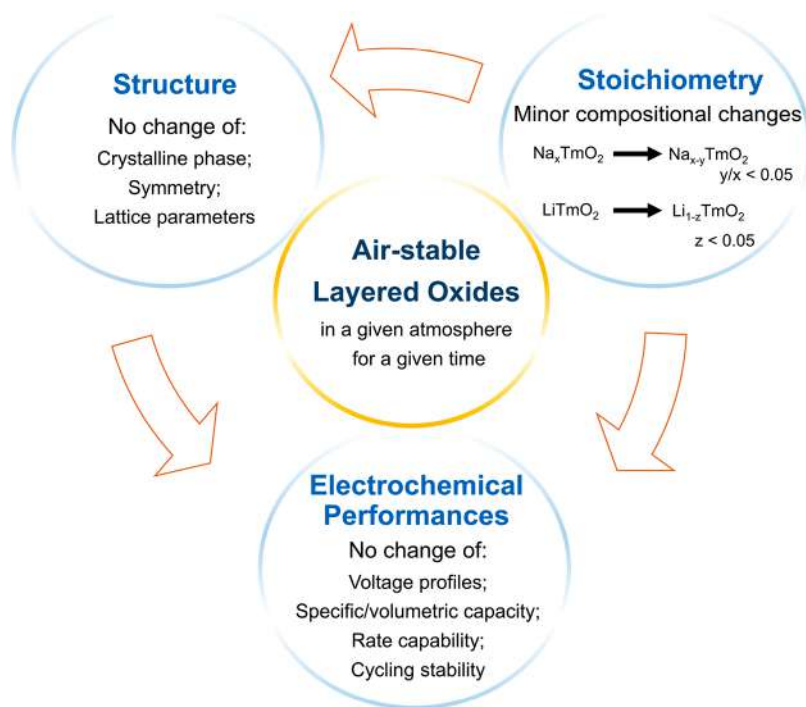 Structure
No change of:
Crystalline phase;
Symmetry;
Lattice parameters
Stoichiometry
Minor compositional changes
NaₓTmO₂ → Naₓ₋yTmO₂
y/x < 0.05
LiTmO₂ → Li₁₋zTmO₂
z < 0.05
Air-stable
Layered Oxides
in a given atmosphere
for a given time
Electrochemical
Performances
No change of:
Voltage profiles;
Specific/volumetric capacity;
Rate capability;
Cycling stability